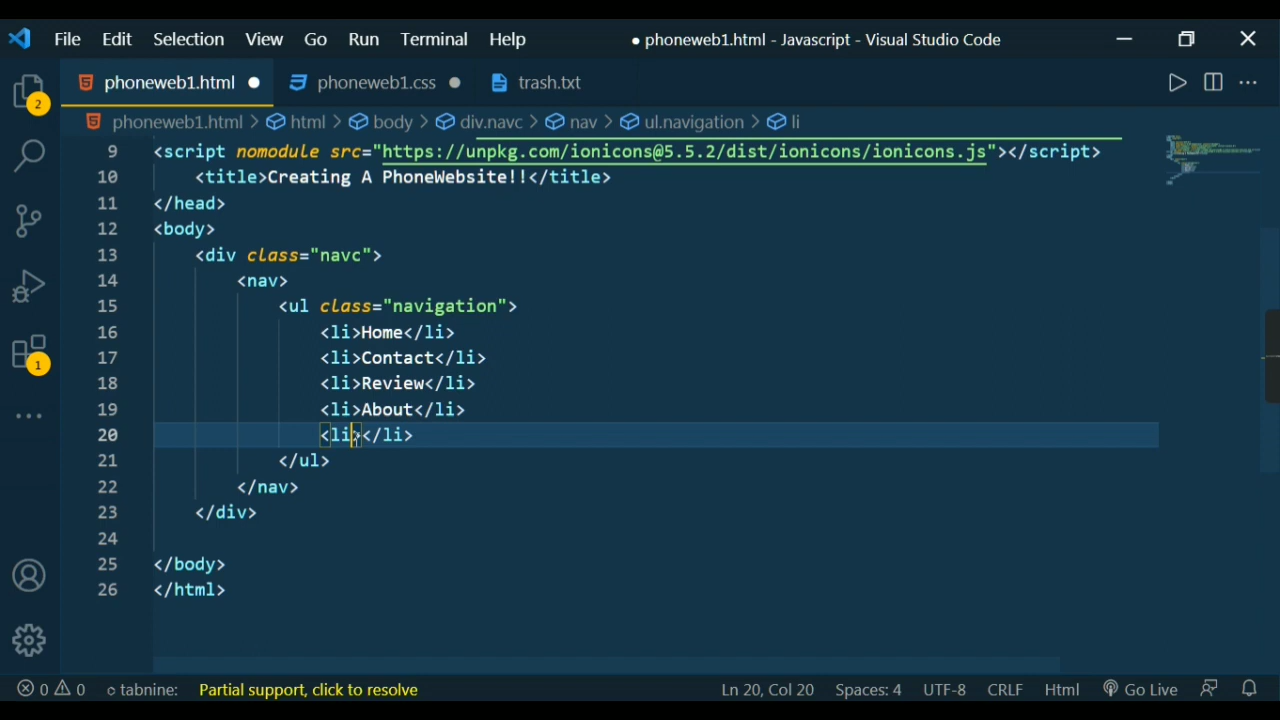 File Edit Selection View Go Run Terminal Help ● phoneweb1.html - Javascript - Visual Studio Code
phoneweb1.html ● phoneweb1.css ● trash.txt
phoneweb1.html > html > body > div.navc > nav > ul.navigation > li
2
1
9 <script nomodule src="https://unpkg.com/ionicons@5.5.2/dist/ionicons/ionicons.js"></script>
10 <title>Creating A PhoneWebsite!!</title>
11 </head>
12 <body>
13 <div class="navc">
14 <nav>
15 <ul class="navigation">
16 <li>Home</li>
17 <li>Contact</li>
18 <li>Review</li>
19 <li>About</li>
20 <li></li>
21 </ul>
22 </nav>
23 </div>
24
25 </body>
26 </html>
0 0 tabnine: Partial support, click to resolve Ln 20, Col 20 Spaces: 4 UTF-8 CRLF Html Go Live